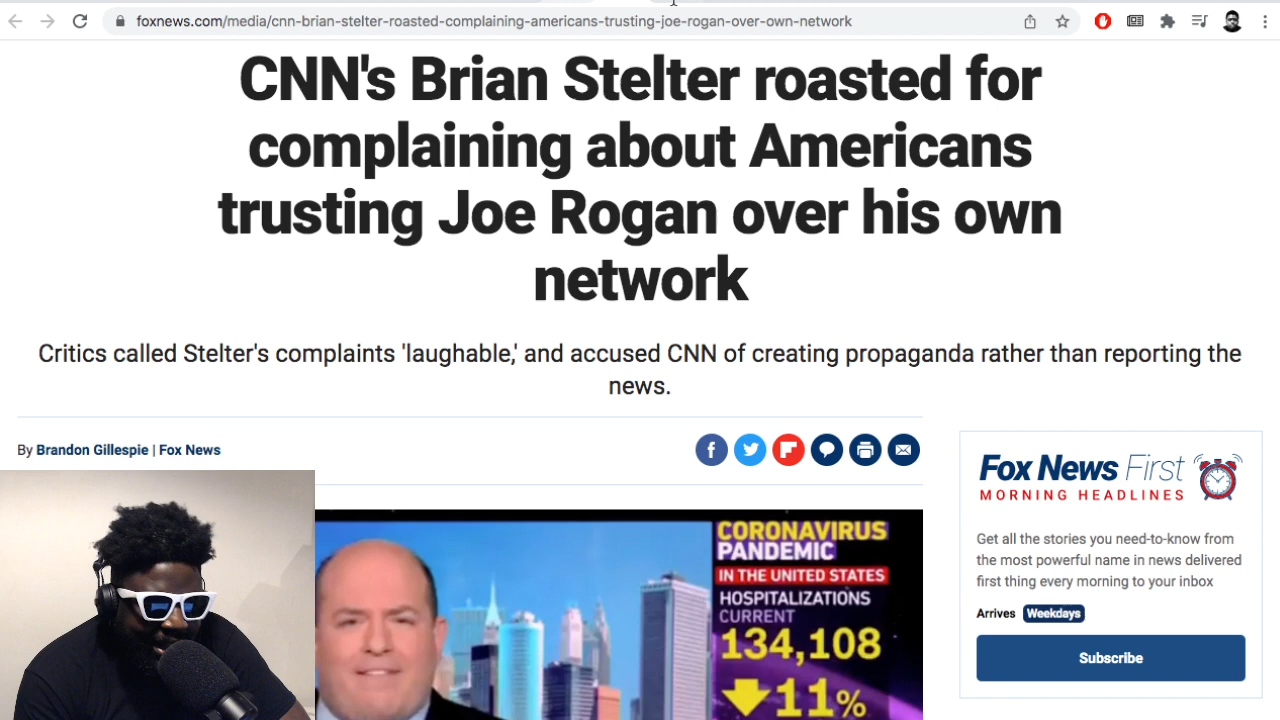 foxnews.com/media/cnn-brian-stelter-roasted-complaining-americans-trusting-joe-rogan-over-own-network
CNN's Brian Stelter roasted for
complaining about Americans
trusting Joe Rogan over his own
network
Critics called Stelter's complaints 'laughable,' and accused CNN of creating propaganda rather than reporting the
news.
By Brandon Gillespie | Fox News
Fox News First
MORNING HEADLINES
Get all the stories you need-to-know from
the most powerful name in news delivered
first thing every morning to your inbox
Arrives Weekdays
Subscribe
CORONAVIRUS
PANDEMIC
IN THE UNITED STATES
HOSPITALIZATIONS
CURRENT
134,108
11%